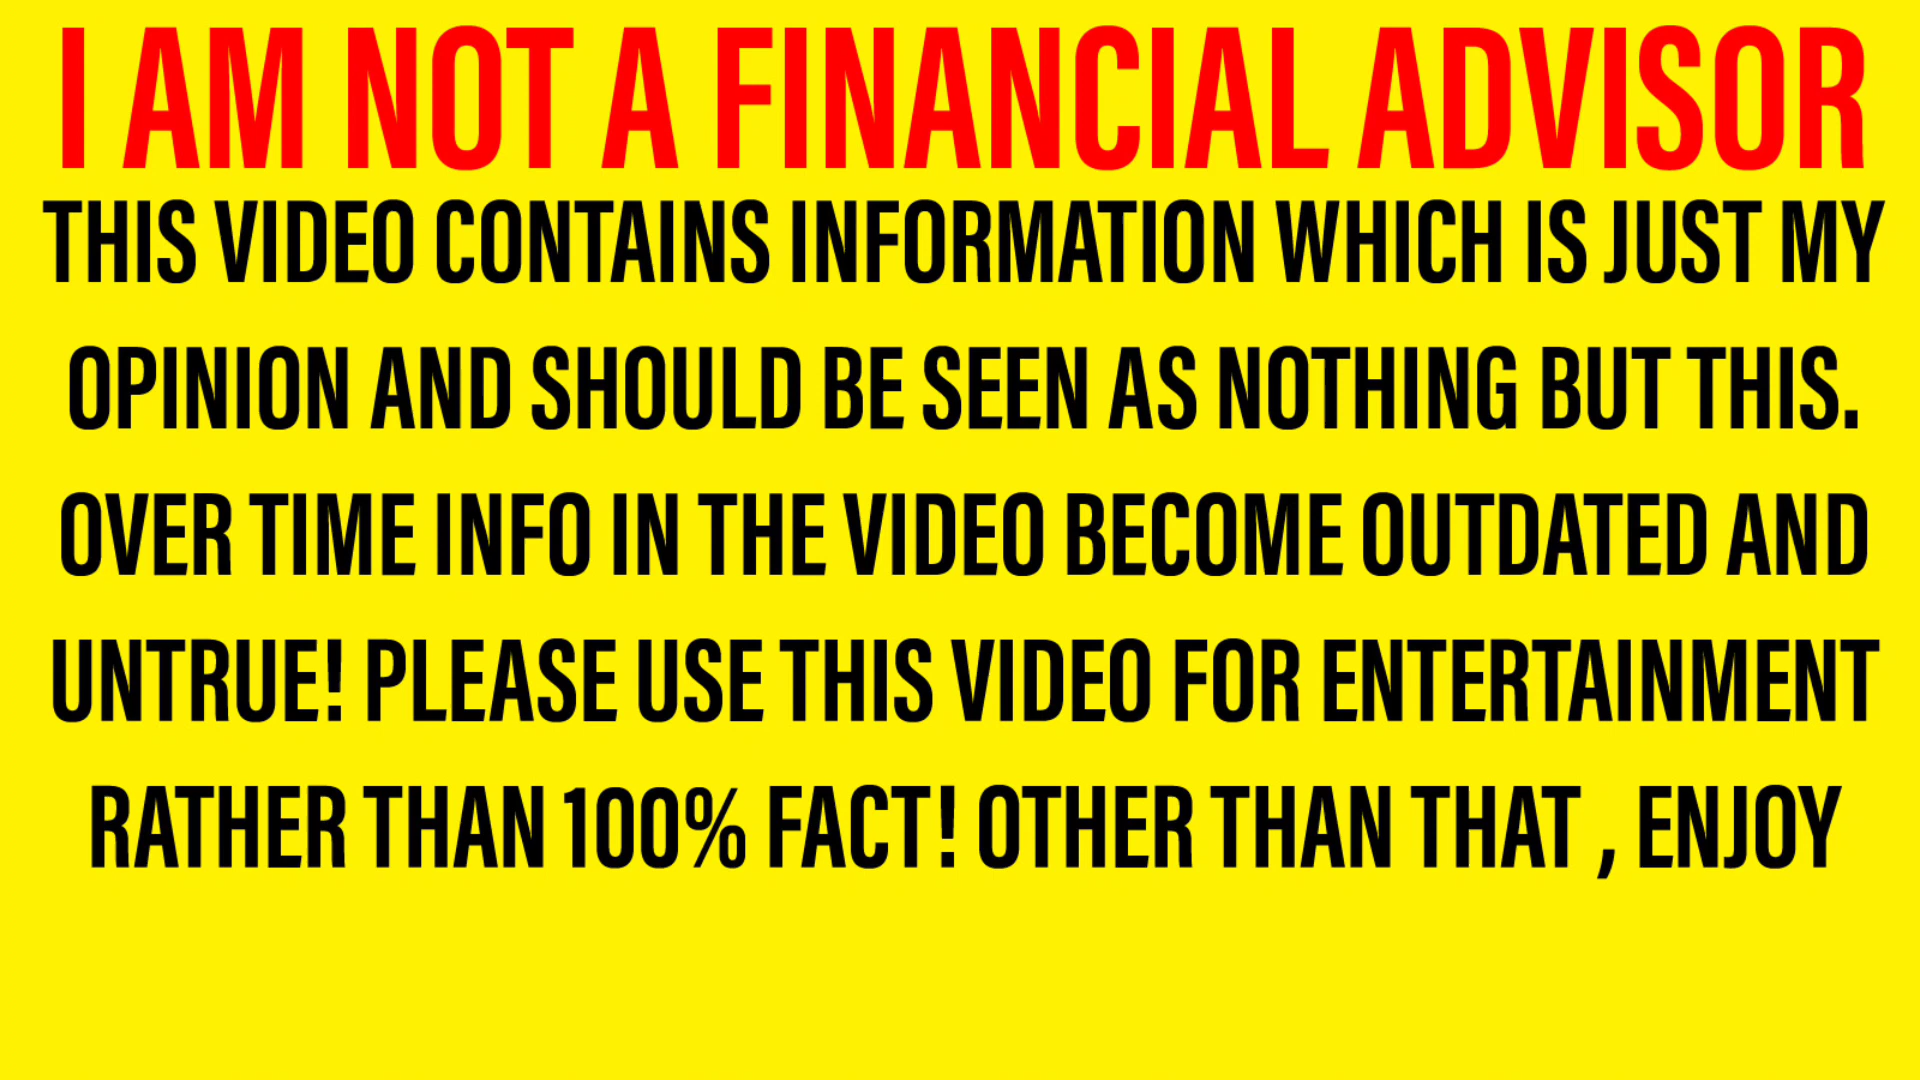 I AM NOT A FINANCIAL ADVISOR
THIS VIDEO CONTAINS INFORMATION WHICH IS JUST MY
OPINION AND SHOULD BE SEEN AS NOTHING BUT THIS.
OVER TIME INFO IN THE VIDEO BECOME OUTDATED AND
UNTRUE! PLEASE USE THIS VIDEO FOR ENTERTAINMENT
RATHER THAN 100% FACT! OTHER THAN THAT , ENJOY